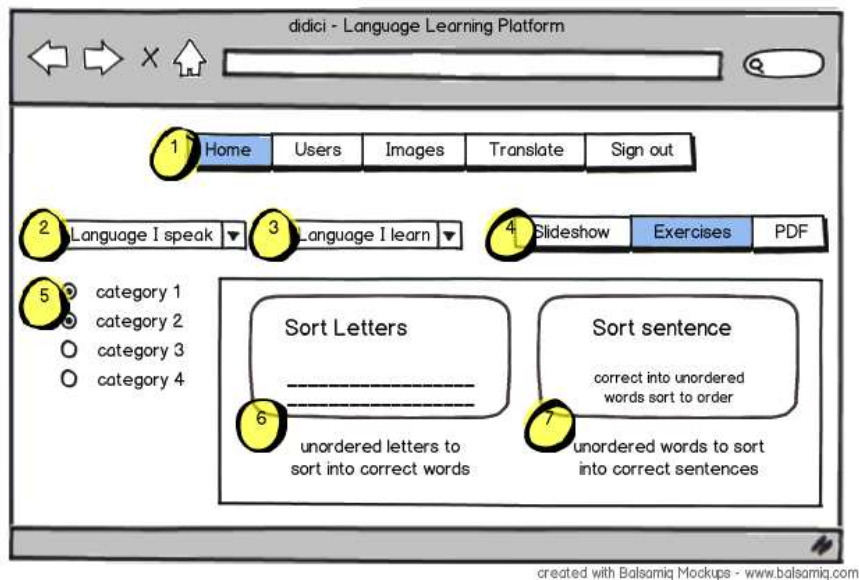 didici - Language Learning Platform
1 Home Users Images Translate Sign out
2 Language I speak 3 Language I learn 4 Slideshow Exercises PDF
5 category 1
category 2
category 3
category 4
Sort Letters
6
unordered letters to
sort into correct words
Sort sentence
correct into unordered
words sort to order
7
unordered words to sort
into correct sentences
created with Balsamiq Mockups - www.balsamiq.com